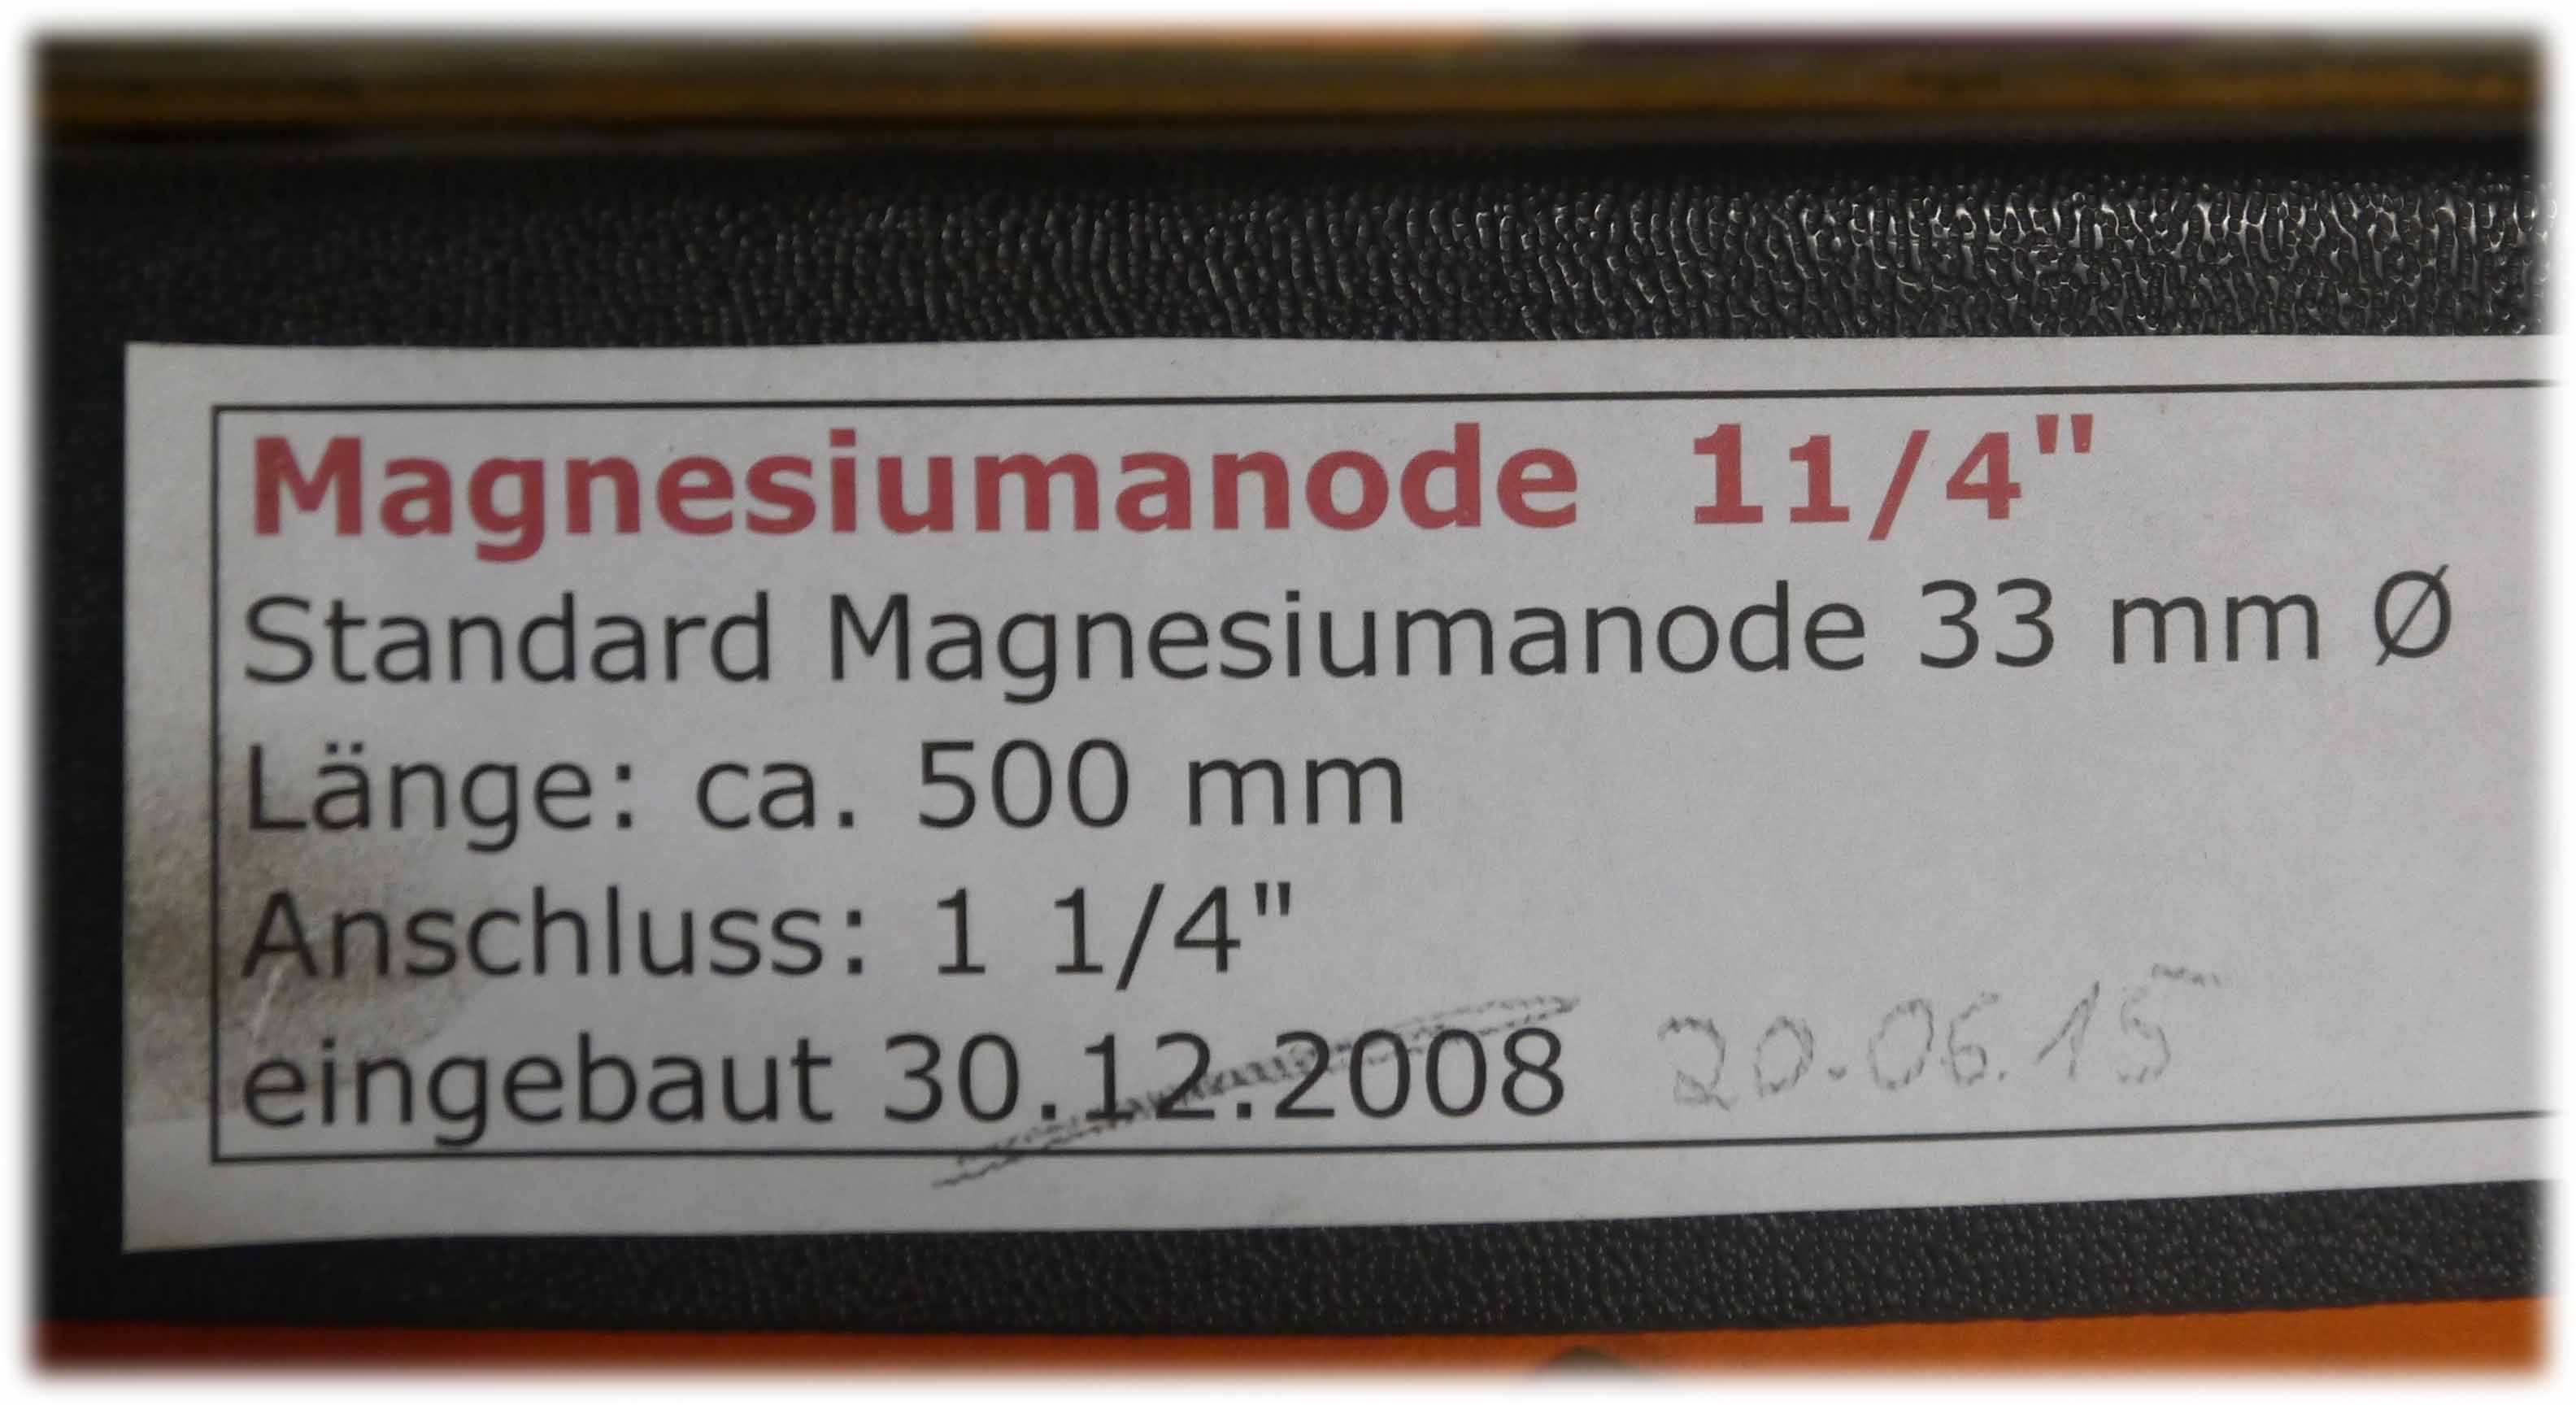 Magnesiumanode 11/4"
Standard Magnesiumanode 33 mm Ø
Länge: ca. 500 mm
Anschluss: 1 1/4"
eingebaut 30.12.2008 20.06.15